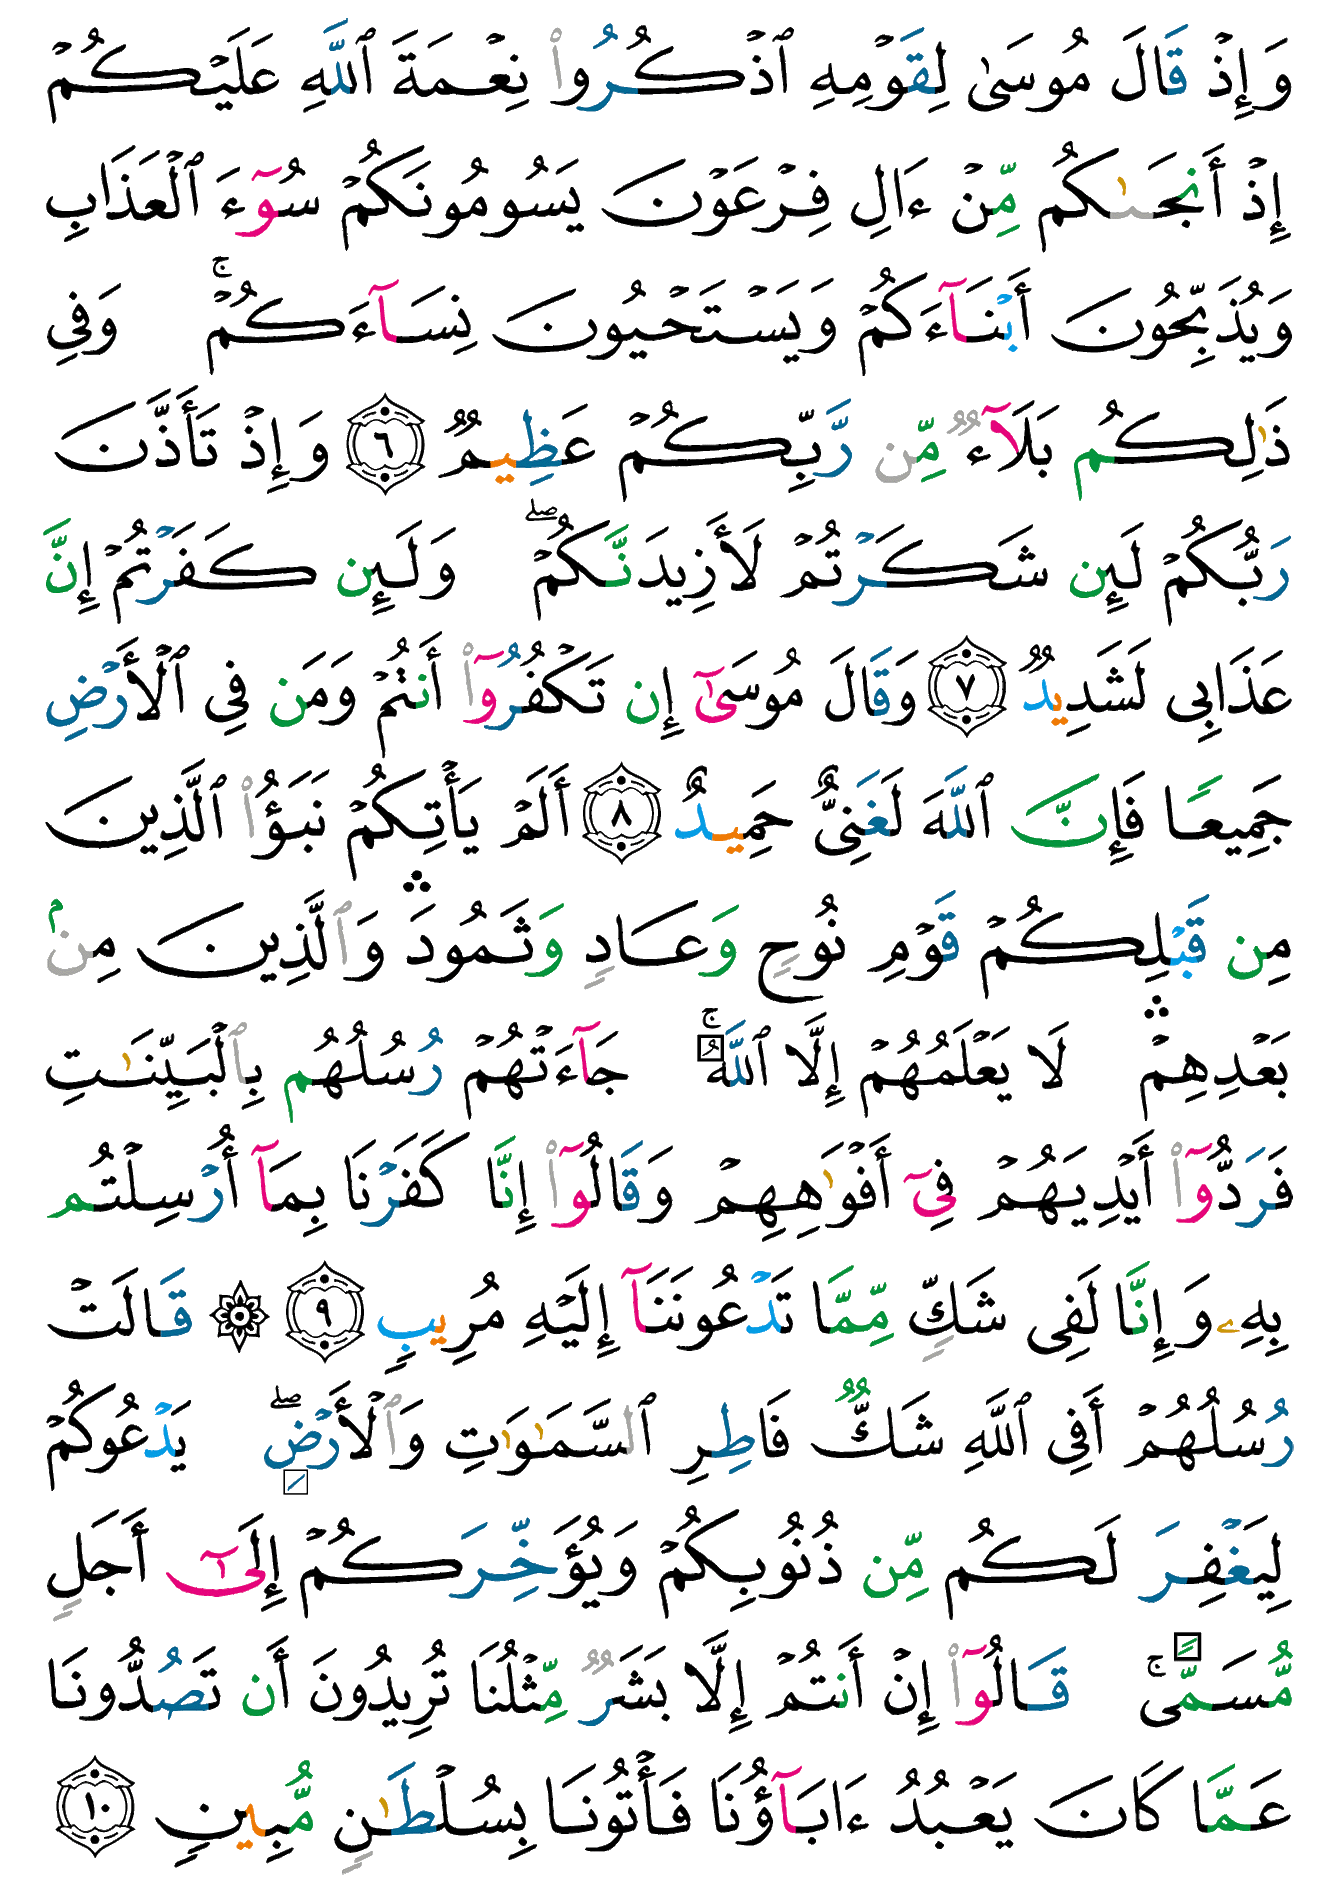 وَإِذۡ قَالَ مُوسَىٰ لِقَوۡمِهِ ٱذۡكُرُواْ نِعۡمَةَ ٱللَّهِ عَلَيۡكُمۡ
إِذۡ أَنجَىٰكُم مِّنۡ ءَالِ فِرۡعَوۡنَ يَسُومُونَكُمۡ سُوٓءَ ٱلۡعَذَابِ
وَيُذَبِّحُونَ أَبۡنَآءَكُمۡ وَيَسۡتَحۡيُونَ نِسَآءَكُمۡۚ وَفِي
ذَٰلِكُم بَلَآءٞ مِّن رَّبِّكُمۡ عَظِيمٞ ٦ وَإِذۡ تَأَذَّنَ
رَبُّكُمۡ لَئِن شَكَرۡتُمۡ لَأَزِيدَنَّكُمۡۖ وَلَئِن كَفَرۡتُمۡ إِنَّ
عَذَابِي لَشَدِيدٞ ٧ وَقَالَ مُوسَىٰٓ إِن تَكۡفُرُوٓاْ أَنتُمۡ وَمَن فِي ٱلۡأَرۡضِ
جَمِيعٗا فَإِنَّ ٱللَّهَ لَغَنِيٌّ حَمِيدٌ ٨ أَلَمۡ يَأۡتِكُمۡ نَبَؤُاْ ٱلَّذِينَ
مِن قَبۡلِكُمۡ قَوۡمِ نُوحٖ وَعَادٖ وَثَمُودَۛ وَٱلَّذِينَ مِنۢ
بَعۡدِهِمۡۛ لَا يَعۡلَمُهُمۡ إِلَّا ٱللَّهُۚ جَآءَتۡهُمۡ رُسُلُهُم بِٱلۡبَيِّنَٰتِ
فَرَدُّوٓاْ أَيۡدِيَهُمۡ فِيٓ أَفۡوَٰهِهِمۡ وَقَالُوٓاْ إِنَّا كَفَرۡنَا بِمَآ أُرۡسِلۡتُم
بِهِۦ وَإِنَّا لَفِي شَكّٖ مِّمَّا تَدۡعُونَنَآ إِلَيۡهِ مُرِيبٖ ٩ ۞ قَالَتۡ
رُسُلُهُمۡ أَفِي ٱللَّهِ شَكّٞ فَاطِرِ ٱلسَّمَٰوَٰتِ وَٱلۡأَرۡضِۖ يَدۡعُوكُمۡ
لِيَغۡفِرَ لَكُم مِّن ذُنُوبِكُمۡ وَيُؤَخِّرَكُمۡ إِلَىٰٓ أَجَلٖ
مُّسَمّٗىۚ قَالُوٓاْ إِنۡ أَنتُمۡ إِلَّا بَشَرٞ مِّثۡلُنَا تُرِيدُونَ أَن تَصُدُّونَا
عَمَّا كَانَ يَعۡبُدُ ءَابَآؤُنَا فَأۡتُونَا بِسُلۡطَٰنٖ مُّبِينٖ ١٠